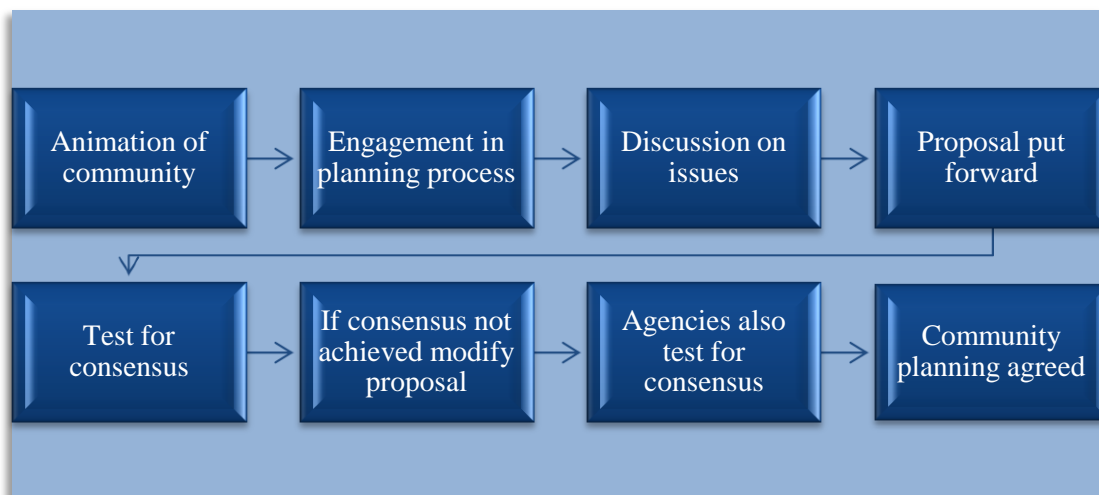 Animation of
community
Engagement in
planning process
Discussion on
issues
Proposal put
forward
Test for
consensus
If consensus not
achieved modify
proposal
Agencies also
test for
consensus
Community
planning agreed